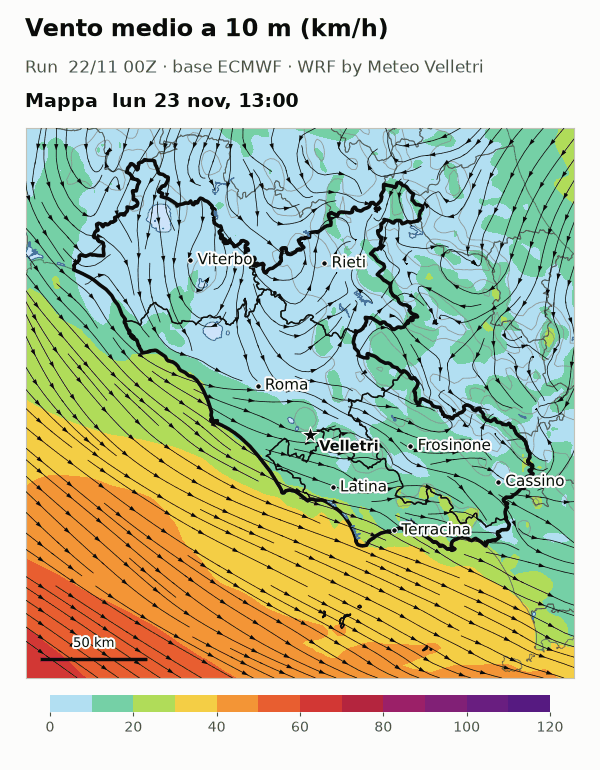 Vento medio a 10 m (km/h)
Run 22/11 00Z · base ECMWF · WRF by Meteo Velletri
Mappa lun 23 nov, 13:00
Viterbo
Rieti
Roma
Velletri
Frosinone
Cassino
Latina
Terracina
50 km
0 20 40 60 80 100 120